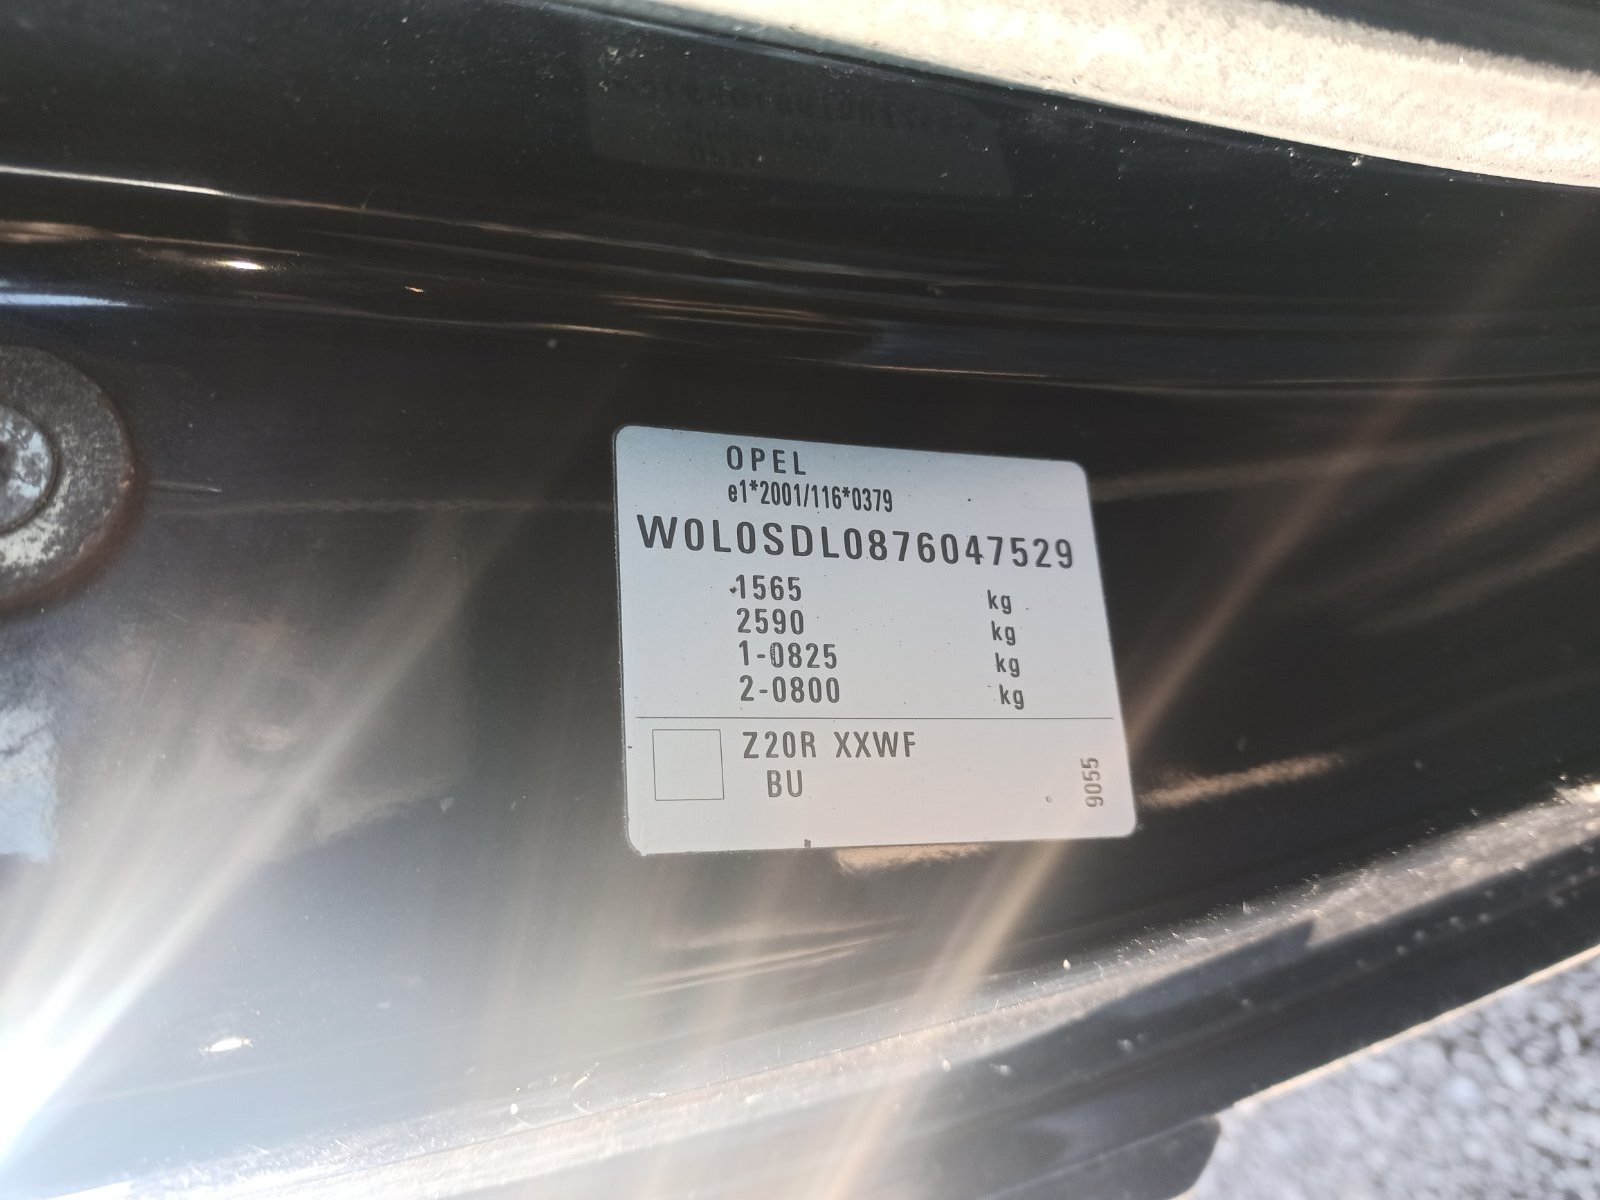 OPEL
e1*2001/116*0379
W0L0SDL0876047529
1565 kg
2590 kg
1-0825 kg
2-0800 kg
Z20R XXWF
BU
9055